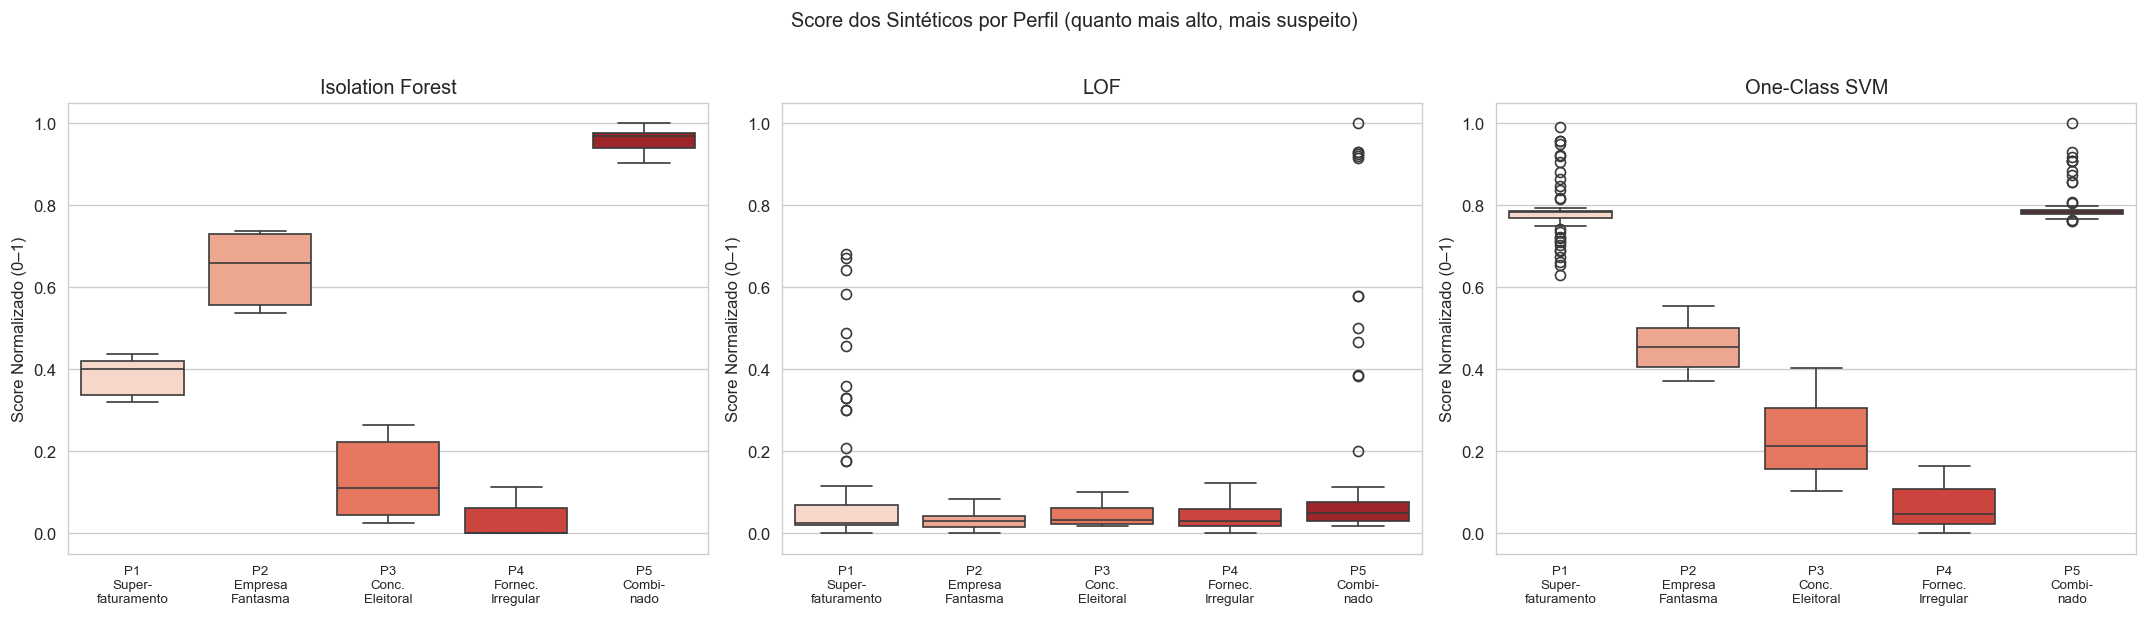 Score dos Sintéticos por Perfil (quanto mais alto, mais suspeito)
Isolation Forest
Score Normalizado (0–1)
1.0
0.8
0.6
0.4
0.2
0.0
P1
Super-
faturamento
P2
Empresa
Fantasma
P3
Conc.
Eleitoral
P4
Fornec.
Irregular
P5
Combi-
nado
LOF
Score Normalizado (0–1)
1.0
0.8
0.6
0.4
0.2
0.0
P1
Super-
faturamento
P2
Empresa
Fantasma
P3
Conc.
Eleitoral
P4
Fornec.
Irregular
P5
Combi-
nado
One-Class SVM
Score Normalizado (0–1)
1.0
0.8
0.6
0.4
0.2
0.0
P1
Super-
faturamento
P2
Empresa
Fantasma
P3
Conc.
Eleitoral
P4
Fornec.
Irregular
P5
Combi-
nado